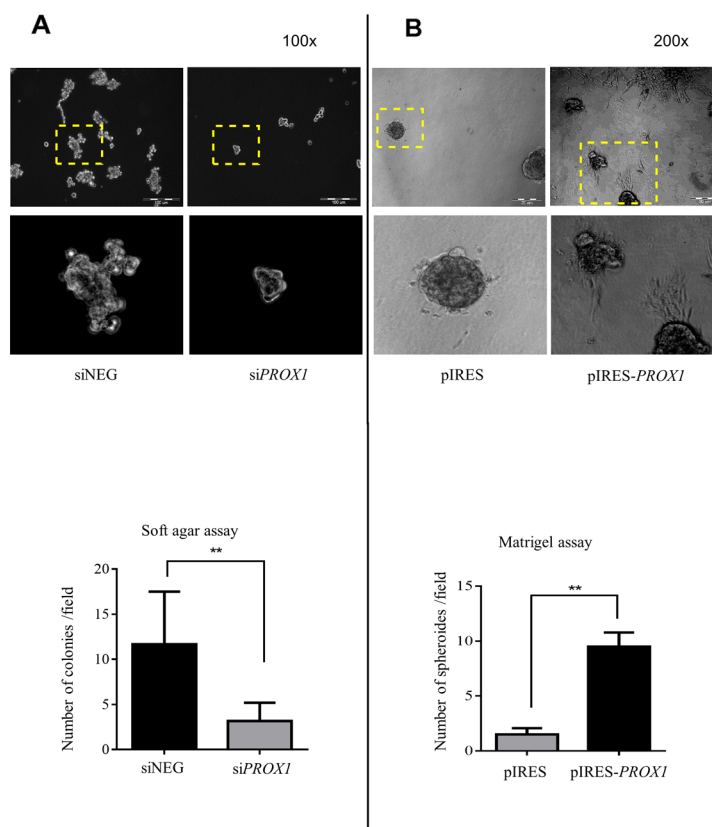 A
100x
siNEG
siPROX1
Soft agar assay
**
Number of colonies /field
20
15
10
5
0
siNEG
siPROX1
B
200x
pIRES
pIRES-PROX1
Matrigel assay
**
Number of spheroides /field
15
10
5
0
pIRES
pIRES-PROX1